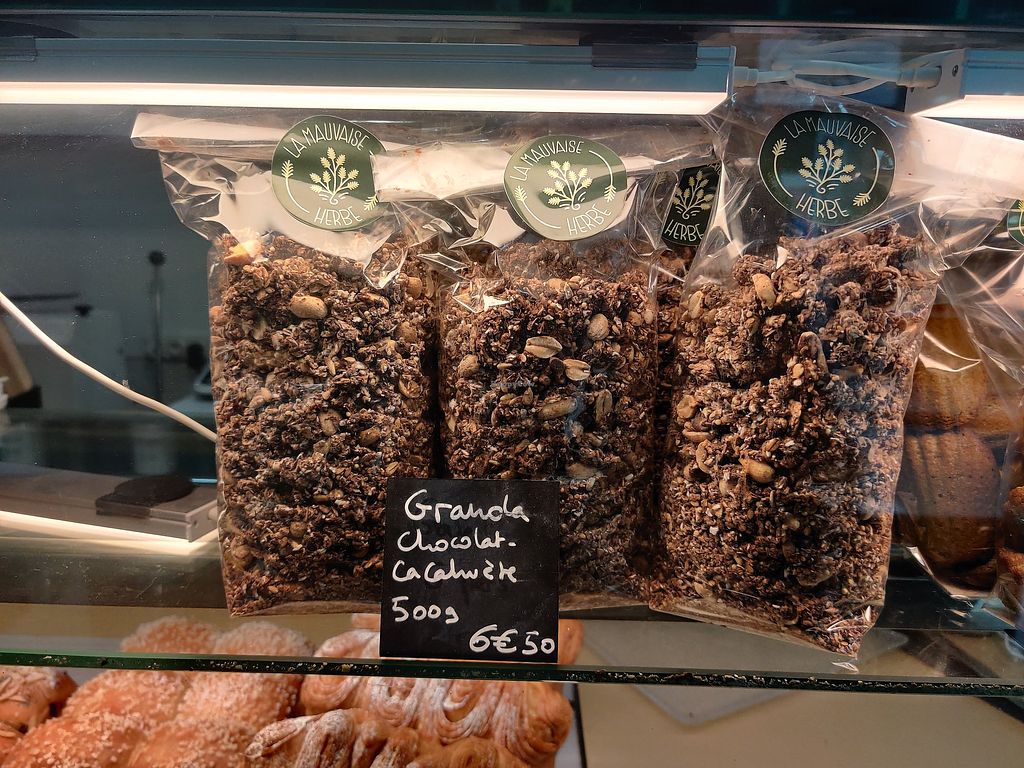 LA MAUVAISE
HERBE
LA MAUVAISE
HERBE
HERBE
LA MAUVAISE
HERBE
Granola
Chocolat-
Cacahuète
500g
6€50